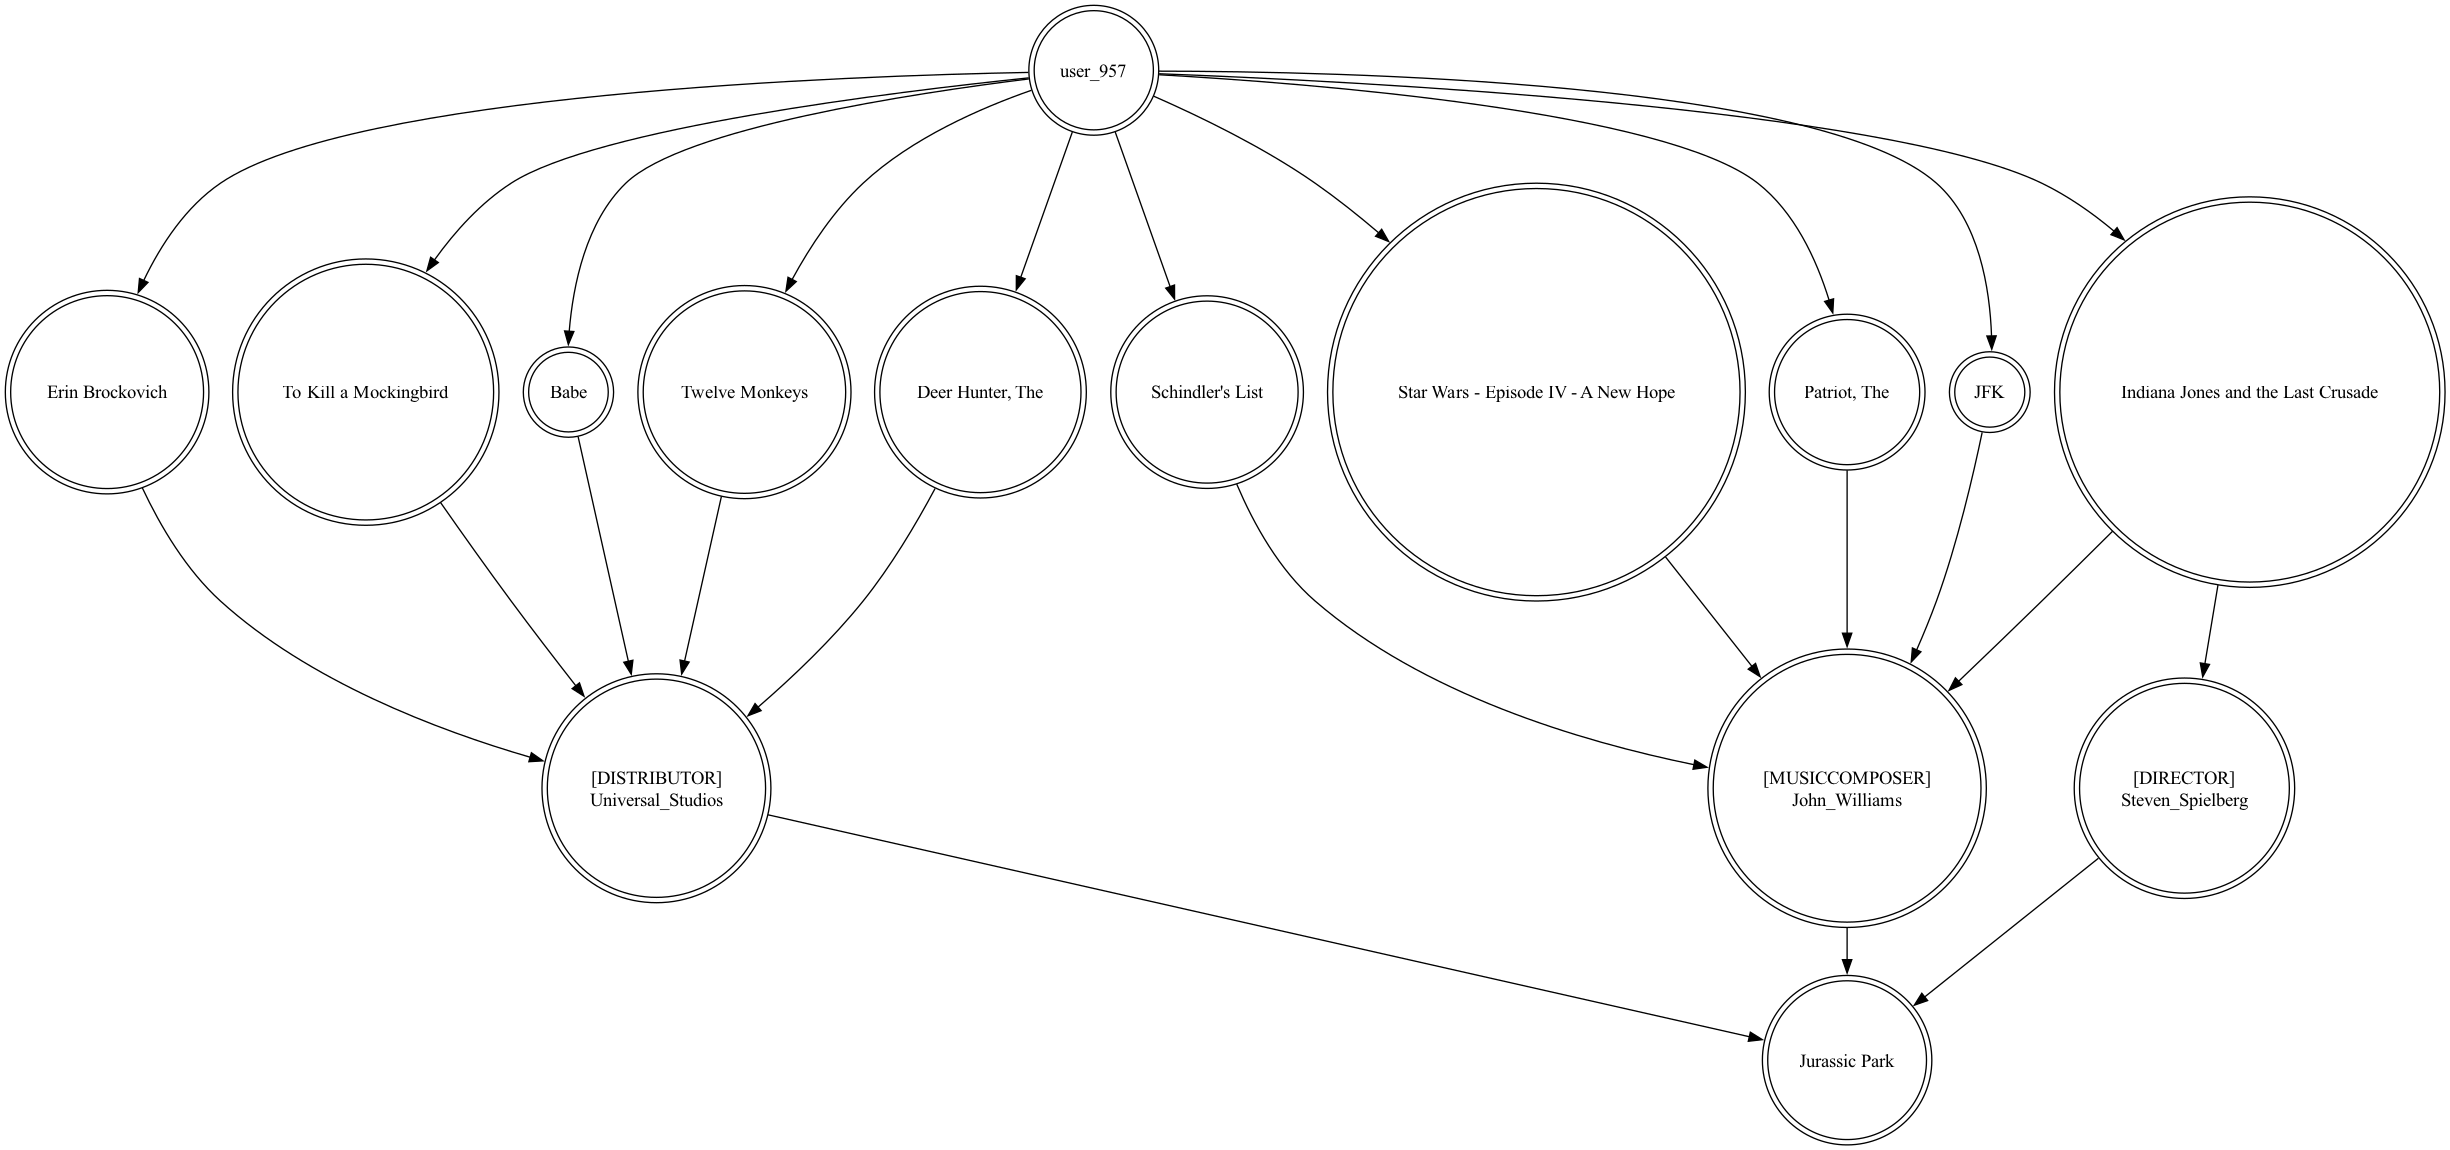 user_957
Erin Brockovich
To Kill a Mockingbird
Babe
Twelve Monkeys
Deer Hunter, The
Schindler's List
Star Wars - Episode IV - A New Hope
Patriot, The
JFK
Indiana Jones and the Last Crusade
[DISTRIBUTOR]
Universal_Studios
[MUSICCOMPOSER]
John_Williams
[DIRECTOR]
Steven_Spielberg
Jurassic Park